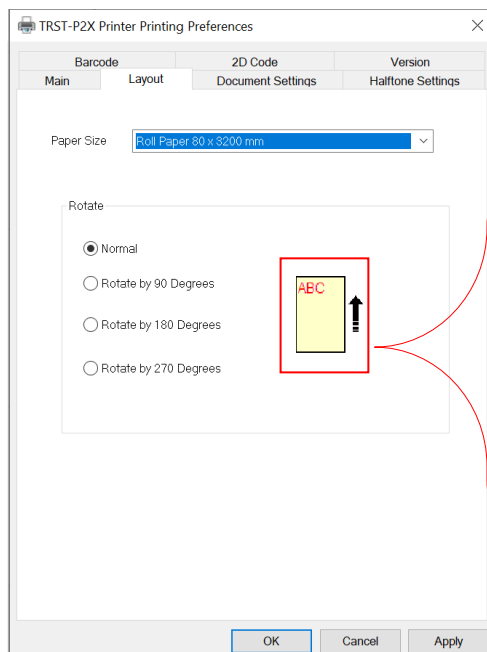 TRST-P2X Printer Printing Preferences
Barcode 2D Code Version
Main Layout Document Settings Halftone Settings
Paper Size Roll Paper 80 x 3200 mm
Rotate
Normal
Rotate by 90 Degrees
ABC
Rotate by 180 Degrees
Rotate by 270 Degrees
OK Cancel Apply